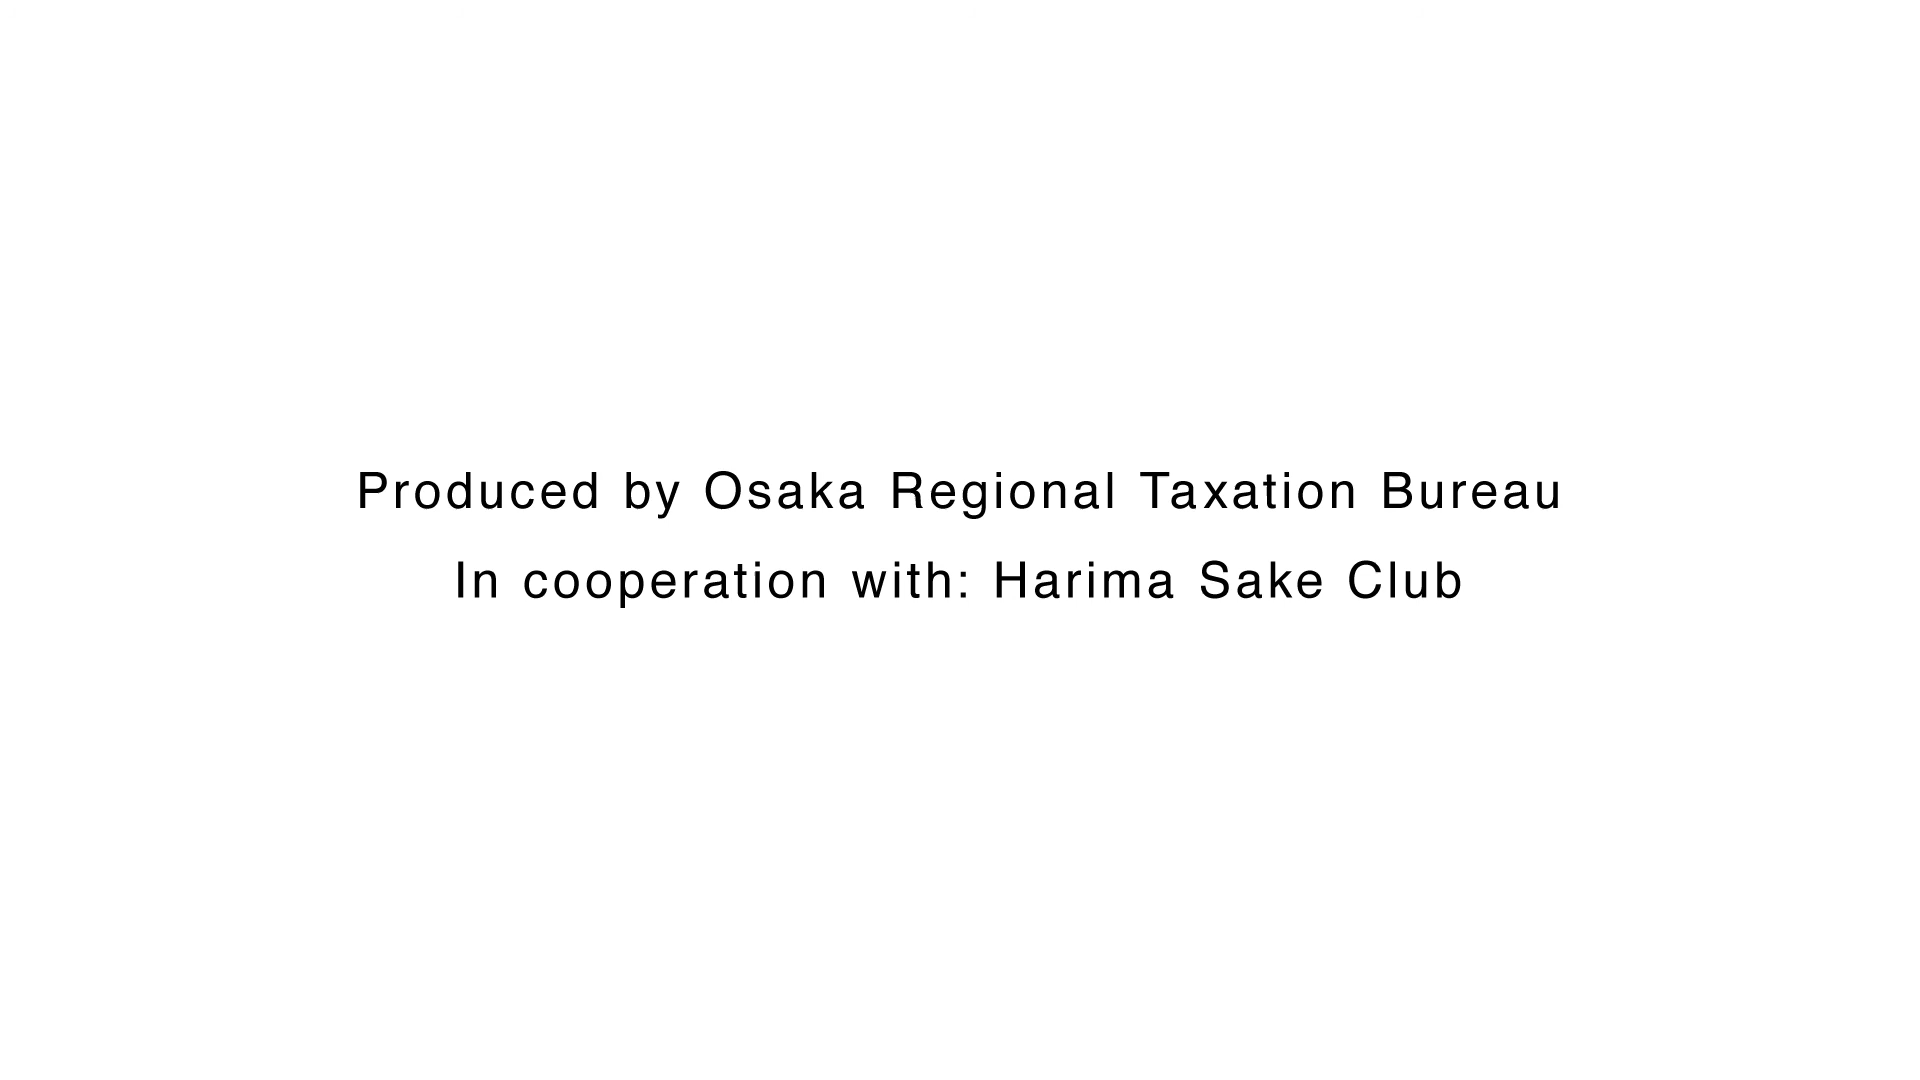 Produced by Osaka Regional Taxation Bureau
In cooperation with: Harima Sake Club